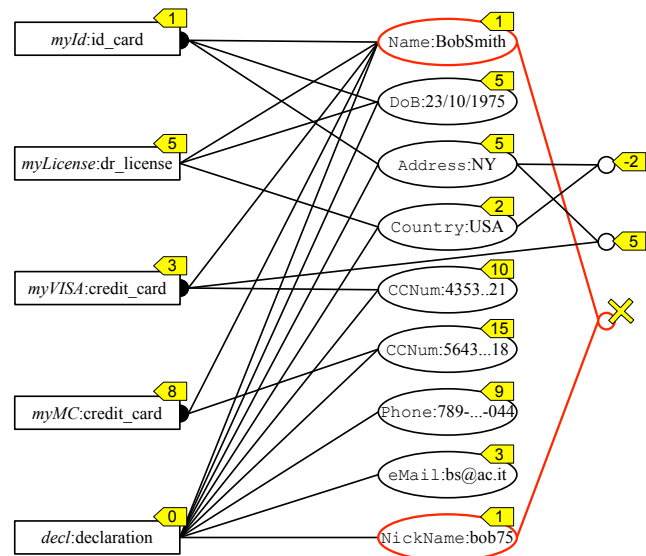 1
myId:id_card
5
myLicense:dr_license
3
myVISA:credit_card
8
myMC:credit_card
0
decl:declaration
1
Name:BobSmith
5
DoB:23/10/1975
5
Address:NY
2
Country:USA
10
CCNum:4353..21
15
CCNum:5643...18
9
Phone:789-...-044
3
eMail:bs@ac.it
1
NickName:bob75
-2
5